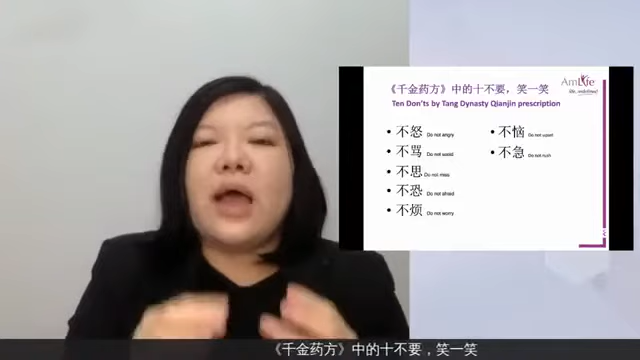 《千金药方》中的十不要，笑一笑
AmLife
life, redefined!
Ten Don'ts by Tang Dynasty Qianjin prescription
• 不怒 Do not angry
• 不骂
• 不思 Do not miss
• 不恐 Do not afraid
• 不烦 Do not worry
• 不恼 Do not upset
• 不急 Do not rush
《千金药方》中的十不要，笑一笑